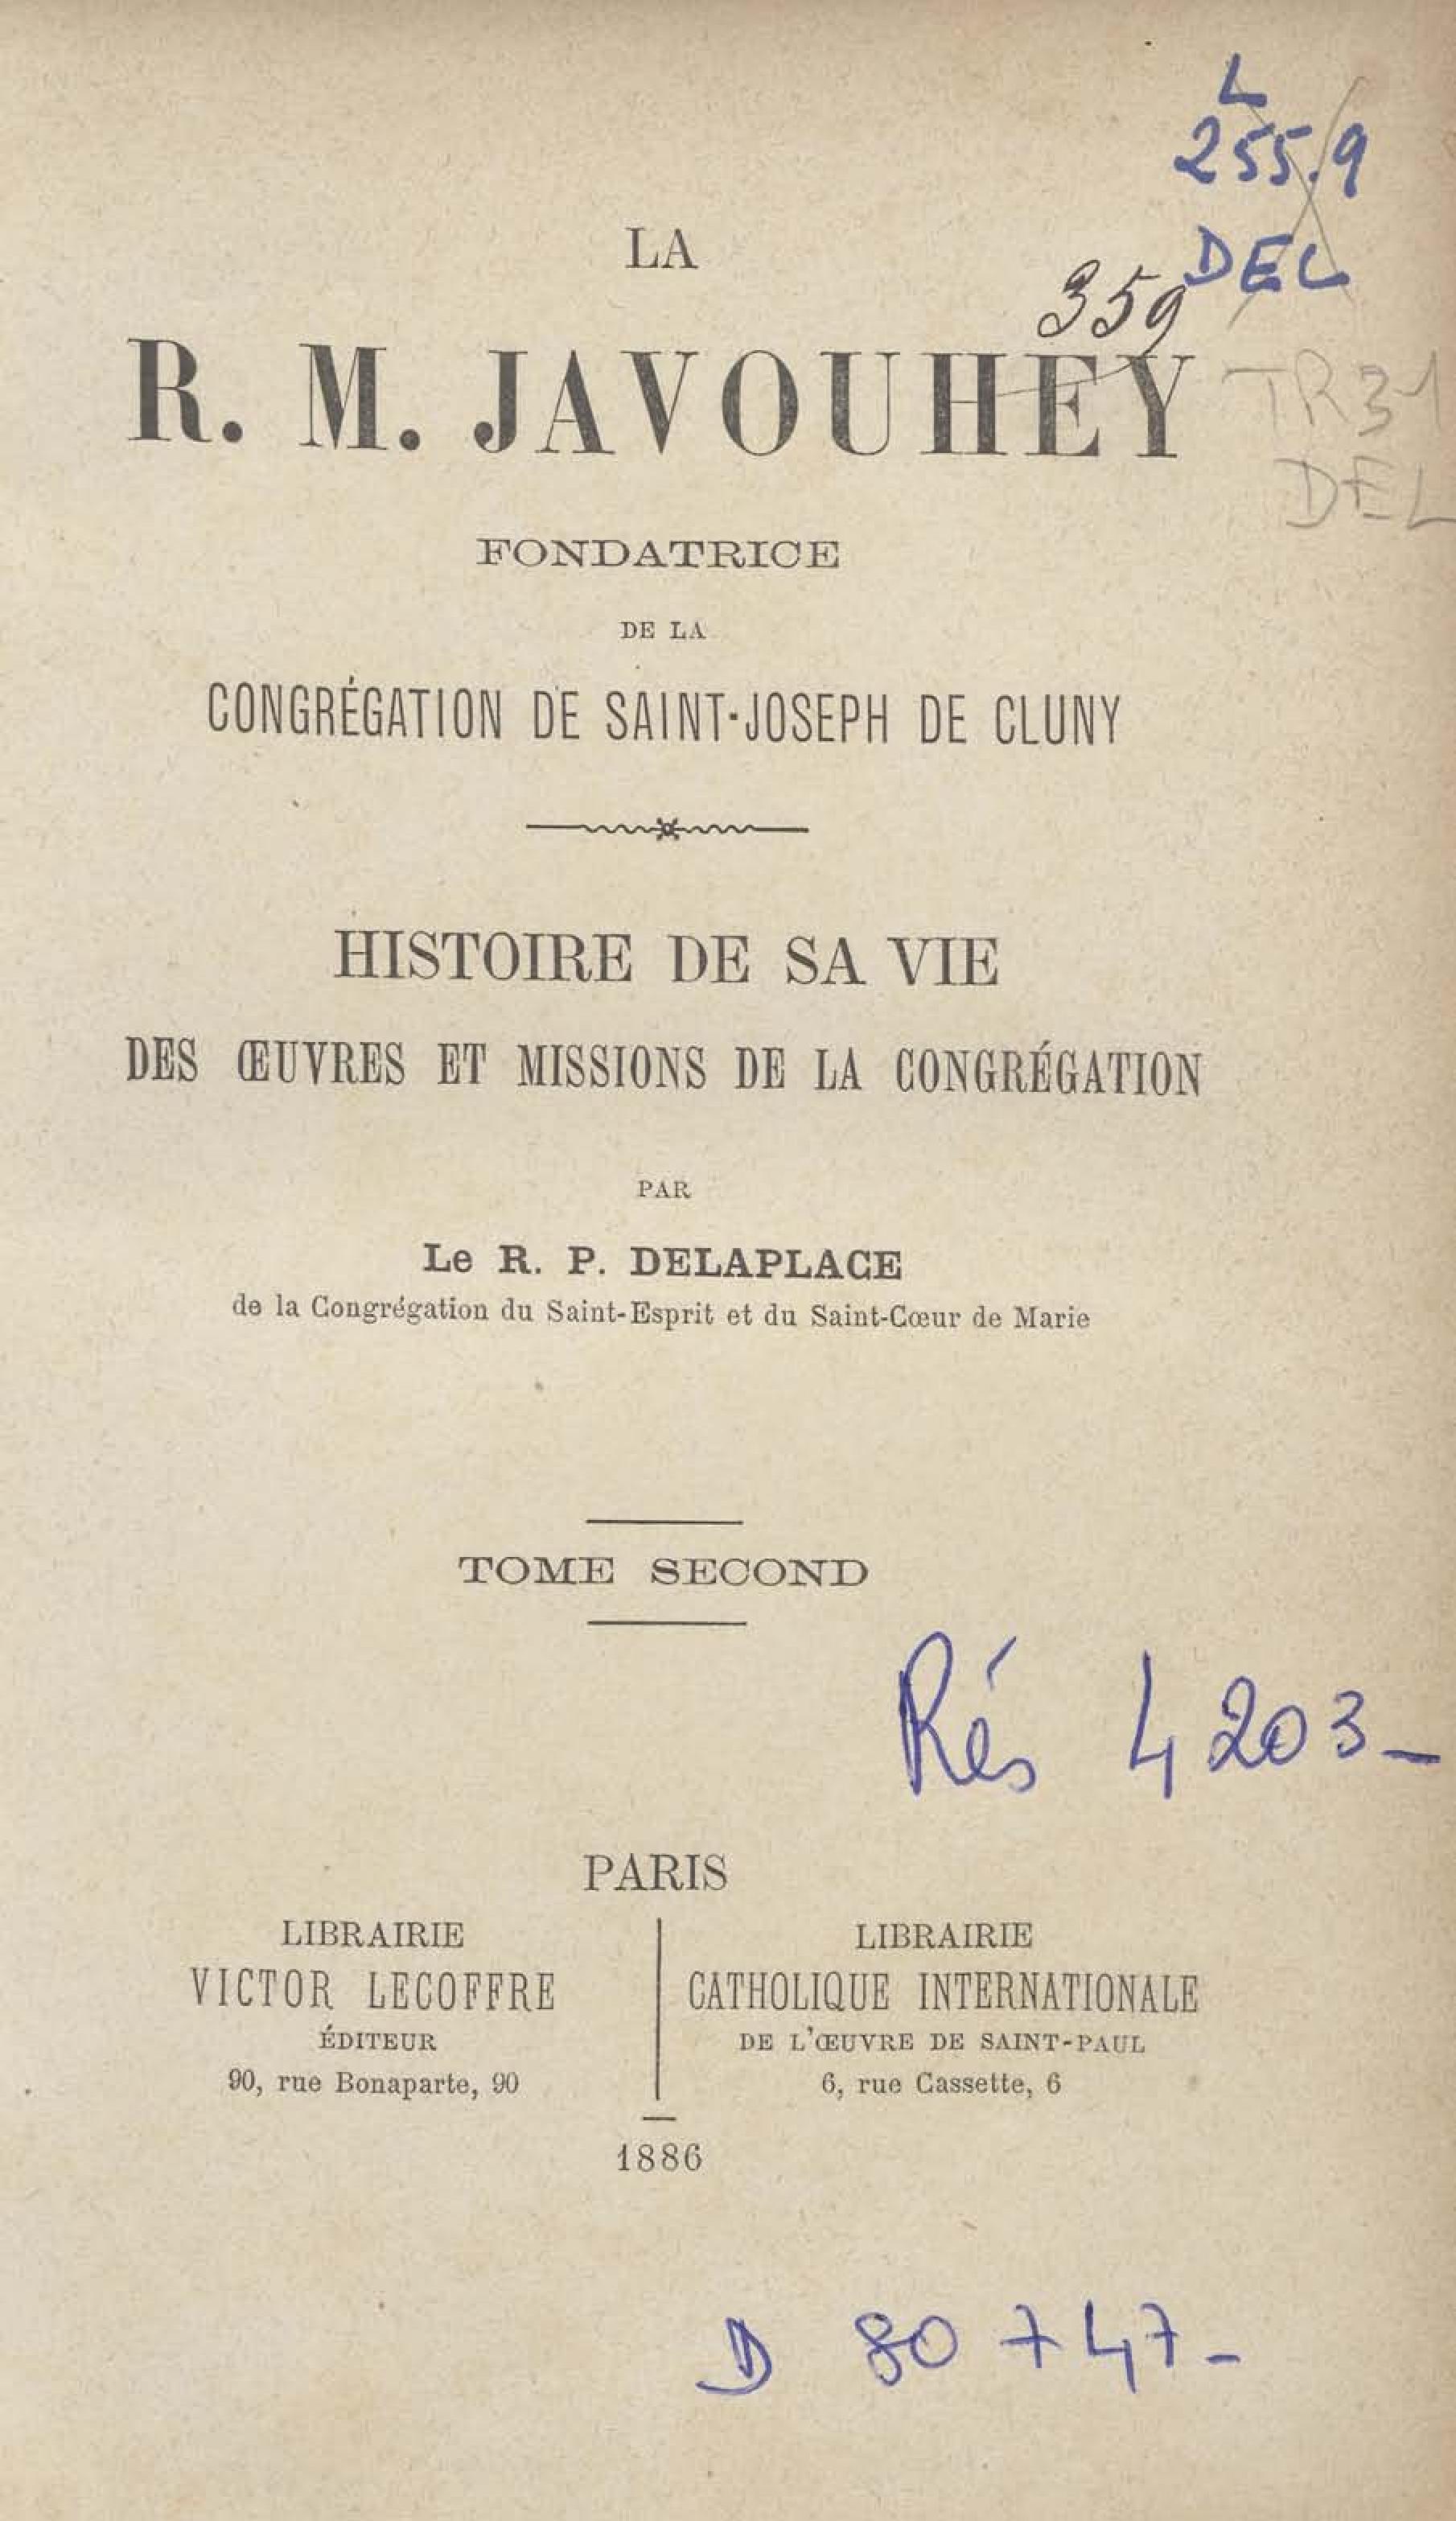 L
255.9
DEL
359
LA
R. M. JAVOUHEY
TR31
DEL
FONDATRICE
DE LA
CONGRÉGATION DE SAINT-JOSEPH DE CLUNY
HISTOIRE DE SA VIE
DES ŒUVRES ET MISSIONS DE LA CONGRÉGATION
PAR
Le R. P. DELAPLACE
de la Congrégation du Saint-Esprit et du Saint-Cœur de Marie
TOME SECOND
Rés 4203-
PARIS
LIBRAIRIE
VICTOR LECOFFRE
ÉDITEUR
90, rue Bonaparte, 90
LIBRAIRIE
CATHOLIQUE INTERNATIONALE
DE L'ŒUVRE DE SAINT-PAUL
6, rue Cassette, 6
1886
D 80747-